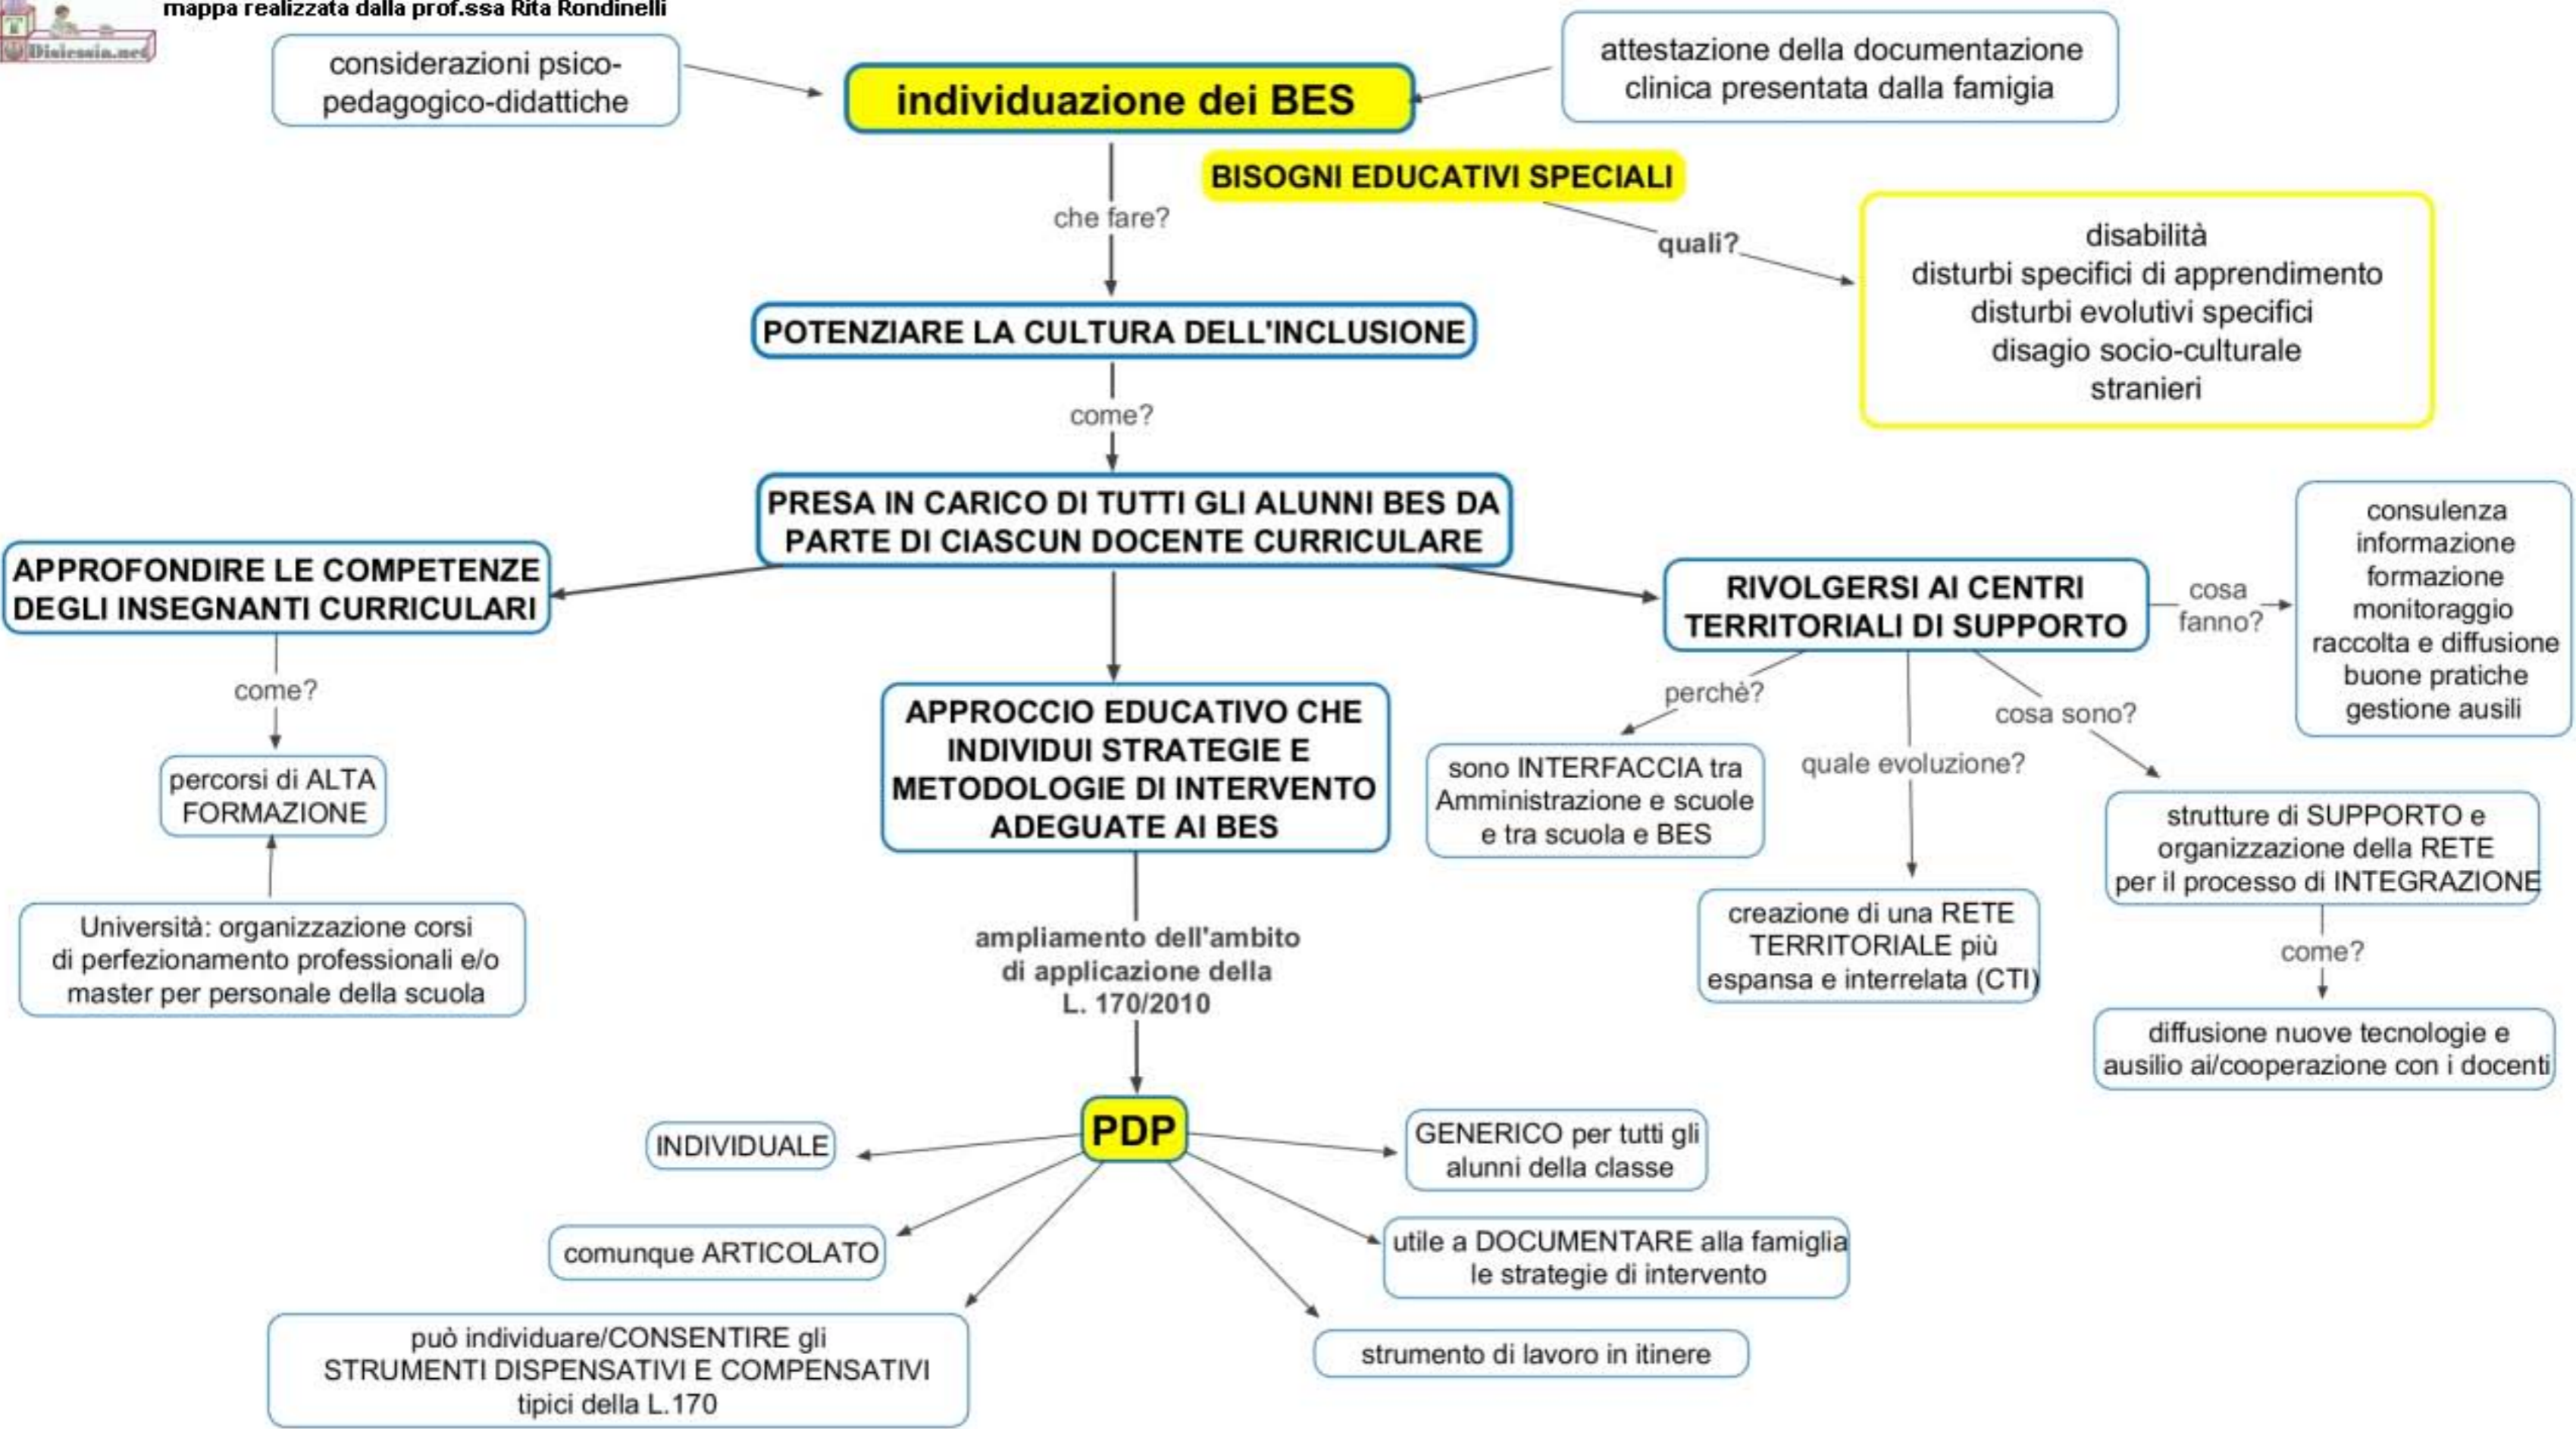 mappa realizzata dalla prof.ssa Rita Rondinelli
Dislessia.net
considerazioni psico-
pedagogico-didattiche
individuazione dei BES
attestazione della documentazione
clinica presentata dalla famigia
BISOGNI EDUCATIVI SPECIALI
che fare?
quali?
disabilità
disturbi specifici di apprendimento
disturbi evolutivi specifici
disagio socio-culturale
stranieri
POTENZIARE LA CULTURA DELL'INCLUSIONE
come?
PRESA IN CARICO DI TUTTI GLI ALUNNI BES DA
PARTE DI CIASCUN DOCENTE CURRICULARE
APPROFONDIRE LE COMPETENZE
DEGLI INSEGNANTI CURRICULARI
come?
percorsi di ALTA
FORMAZIONE
Università: organizzazione corsi
di perfezionamento professionali e/o
master per personale della scuola
APPROCCIO EDUCATIVO CHE
INDIVIDUI STRATEGIE E
METODOLOGIE DI INTERVENTO
ADEGUATE AI BES
RIVOLGERSI AI CENTRI
TERRITORIALI DI SUPPORTO
cosa
fanno?
consulenza
informazione
formazione
monitoraggio
raccolta e diffusione
buone pratiche
gestione ausili
perchè?
sono INTERFACCIA tra
Amministrazione e scuole
e tra scuola e BES
quale evoluzione?
creazione di una RETE
TERRITORIALE più
espansa e interrelata (CTI)
cosa sono?
strutture di SUPPORTO e
organizzazione della RETE
per il processo di INTEGRAZIONE
come?
diffusione nuove tecnologie e
ausilio ai/cooperazione con i docenti
ampliamento dell'ambito
di applicazione della
L. 170/2010
PDP
INDIVIDUALE
comunque ARTICOLATO
può individuare/CONSENTIRE gli
STRUMENTI DISPENSATIVI E COMPENSATIVI
tipici della L.170
GENERICO per tutti gli
alunni della classe
utile a DOCUMENTARE alla famiglia
le strategie di intervento
strumento di lavoro in itinere